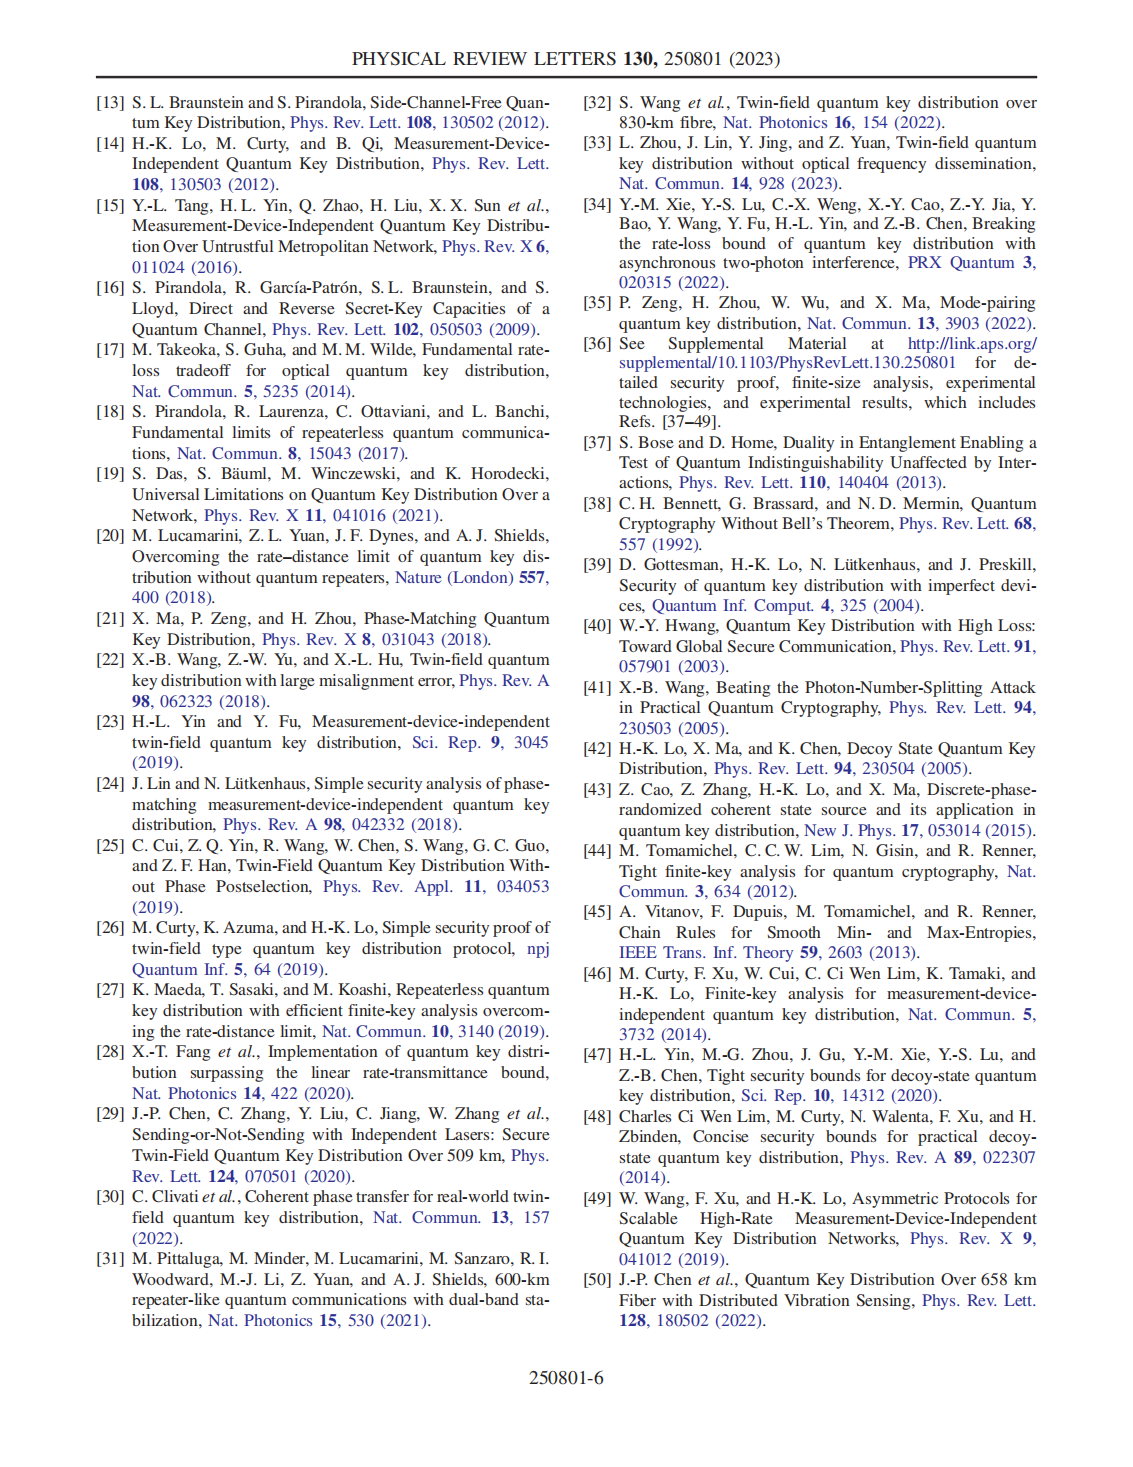 PHYSICAL REVIEW LETTERS 130, 250801 (2023)
[13] S. L. Braunstein and S. Pirandola, Side-Channel-Free Quan-
tum Key Distribution, Phys. Rev. Lett. 108, 130502 (2012).
[14] H.-K. Lo, M. Curty, and B. Qi, Measurement-Device-
Independent Quantum Key Distribution, Phys. Rev. Lett.
108, 130503 (2012).
[15] Y.-L. Tang, H. L. Yin, Q. Zhao, H. Liu, X. X. Sun et al.,
Measurement-Device-Independent Quantum Key Distribu-
tion Over Untrustful Metropolitan Network, Phys. Rev. X 6,
011024 (2016).
[16] S. Pirandola, R. García-Patrón, S. L. Braunstein, and S.
Lloyd, Direct and Reverse Secret-Key Capacities of a
Quantum Channel, Phys. Rev. Lett. 102, 050503 (2009).
[17] M. Takeoka, S. Guha, and M. M. Wilde, Fundamental rate-
loss tradeoff for optical quantum key distribution,
Nat. Commun. 5, 5235 (2014).
[18] S. Pirandola, R. Laurenza, C. Ottaviani, and L. Banchi,
Fundamental limits of repeaterless quantum communica-
tions, Nat. Commun. 8, 15043 (2017).
[19] S. Das, S. Bäuml, M. Winczewski, and K. Horodecki,
Universal Limitations on Quantum Key Distribution Over a
Network, Phys. Rev. X 11, 041016 (2021).
[20] M. Lucamarini, Z. L. Yuan, J. F. Dynes, and A. J. Shields,
Overcoming the rate–distance limit of quantum key dis-
tribution without quantum repeaters, Nature (London) 557,
400 (2018).
[21] X. Ma, P. Zeng, and H. Zhou, Phase-Matching Quantum
Key Distribution, Phys. Rev. X 8, 031043 (2018).
[22] X.-B. Wang, Z.-W. Yu, and X.-L. Hu, Twin-field quantum
key distribution with large misalignment error, Phys. Rev. A
98, 062323 (2018).
[23] H.-L. Yin and Y. Fu, Measurement-device-independent
twin-field quantum key distribution, Sci. Rep. 9, 3045
(2019).
[24] J. Lin and N. Lütkenhaus, Simple security analysis of phase-
matching measurement-device-independent quantum key
distribution, Phys. Rev. A 98, 042332 (2018).
[25] C. Cui, Z. Q. Yin, R. Wang, W. Chen, S. Wang, G. C. Guo,
and Z. F. Han, Twin-Field Quantum Key Distribution With-
out Phase Postselection, Phys. Rev. Appl. 11, 034053
(2019).
[26] M. Curty, K. Azuma, and H.-K. Lo, Simple security proof of
twin-field type quantum key distribution protocol, npj
Quantum Inf. 5, 64 (2019).
[27] K. Maeda, T. Sasaki, and M. Koashi, Repeaterless quantum
key distribution with efficient finite-key analysis overcom-
ing the rate-distance limit, Nat. Commun. 10, 3140 (2019).
[28] X.-T. Fang et al., Implementation of quantum key distri-
bution surpassing the linear rate-transmittance bound,
Nat. Photonics 14, 422 (2020).
[29] J.-P. Chen, C. Zhang, Y. Liu, C. Jiang, W. Zhang et al.,
Sending-or-Not-Sending with Independent Lasers: Secure
Twin-Field Quantum Key Distribution Over 509 km, Phys.
Rev. Lett. 124, 070501 (2020).
[30] C. Clivati et al., Coherent phase transfer for real-world twin-
field quantum key distribution, Nat. Commun. 13, 157
(2022).
[31] M. Pittaluga, M. Minder, M. Lucamarini, M. Sanzaro, R. I.
Woodward, M.-J. Li, Z. Yuan, and A. J. Shields, 600-km
repeater-like quantum communications with dual-band sta-
bilization, Nat. Photonics 15, 530 (2021).
[32] S. Wang et al., Twin-field quantum key distribution over
830-km fibre, Nat. Photonics 16, 154 (2022).
[33] L. Zhou, J. Lin, Y. Jing, and Z. Yuan, Twin-field quantum
key distribution without optical frequency dissemination,
Nat. Commun. 14, 928 (2023).
[34] Y.-M. Xie, Y.-S. Lu, C.-X. Weng, X.-Y. Cao, Z.-Y. Jia, Y.
Bao, Y. Wang, Y. Fu, H.-L. Yin, and Z.-B. Chen, Breaking
the rate-loss bound of quantum key distribution with
asynchronous two-photon interference, PRX Quantum 3,
020315 (2022).
[35] P. Zeng, H. Zhou, W. Wu, and X. Ma, Mode-pairing
quantum key distribution, Nat. Commun. 13, 3903 (2022).
[36] See Supplemental Material at http://link.aps.org/
supplemental/10.1103/PhysRevLett.130.250801 for de-
tailed security proof, finite-size analysis, experimental
technologies, and experimental results, which includes
Refs. [37–49].
[37] S. Bose and D. Home, Duality in Entanglement Enabling a
Test of Quantum Indistinguishability Unaffected by Inter-
actions, Phys. Rev. Lett. 110, 140404 (2013).
[38] C. H. Bennett, G. Brassard, and N. D. Mermin, Quantum
Cryptography Without Bell's Theorem, Phys. Rev. Lett. 68,
557 (1992).
[39] D. Gottesman, H.-K. Lo, N. Lütkenhaus, and J. Preskill,
Security of quantum key distribution with imperfect devi-
ces, Quantum Inf. Comput. 4, 325 (2004).
[40] W.-Y. Hwang, Quantum Key Distribution with High Loss:
Toward Global Secure Communication, Phys. Rev. Lett. 91,
057901 (2003).
[41] X.-B. Wang, Beating the Photon-Number-Splitting Attack
in Practical Quantum Cryptography, Phys. Rev. Lett. 94,
230503 (2005).
[42] H.-K. Lo, X. Ma, and K. Chen, Decoy State Quantum Key
Distribution, Phys. Rev. Lett. 94, 230504 (2005).
[43] Z. Cao, Z. Zhang, H.-K. Lo, and X. Ma, Discrete-phase-
randomized coherent state source and its application in
quantum key distribution, New J. Phys. 17, 053014 (2015).
[44] M. Tomamichel, C. C. W. Lim, N. Gisin, and R. Renner,
Tight finite-key analysis for quantum cryptography, Nat.
Commun. 3, 634 (2012).
[45] A. Vitanov, F. Dupuis, M. Tomamichel, and R. Renner,
Chain Rules for Smooth Min- and Max-Entropies,
IEEE Trans. Inf. Theory 59, 2603 (2013).
[46] M. Curty, F. Xu, W. Cui, C. Ci Wen Lim, K. Tamaki, and
H.-K. Lo, Finite-key analysis for measurement-device-
independent quantum key distribution, Nat. Commun. 5,
3732 (2014).
[47] H.-L. Yin, M.-G. Zhou, J. Gu, Y.-M. Xie, Y.-S. Lu, and
Z.-B. Chen, Tight security bounds for decoy-state quantum
key distribution, Sci. Rep. 10, 14312 (2020).
[48] Charles Ci Wen Lim, M. Curty, N. Walenta, F. Xu, and H.
Zbinden, Concise security bounds for practical decoy-
state quantum key distribution, Phys. Rev. A 89, 022307
(2014).
[49] W. Wang, F. Xu, and H.-K. Lo, Asymmetric Protocols for
Scalable High-Rate Measurement-Device-Independent
Quantum Key Distribution Networks, Phys. Rev. X 9,
041012 (2019).
[50] J.-P. Chen et al., Quantum Key Distribution Over 658 km
Fiber with Distributed Vibration Sensing, Phys. Rev. Lett.
128, 180502 (2022).
250801-6